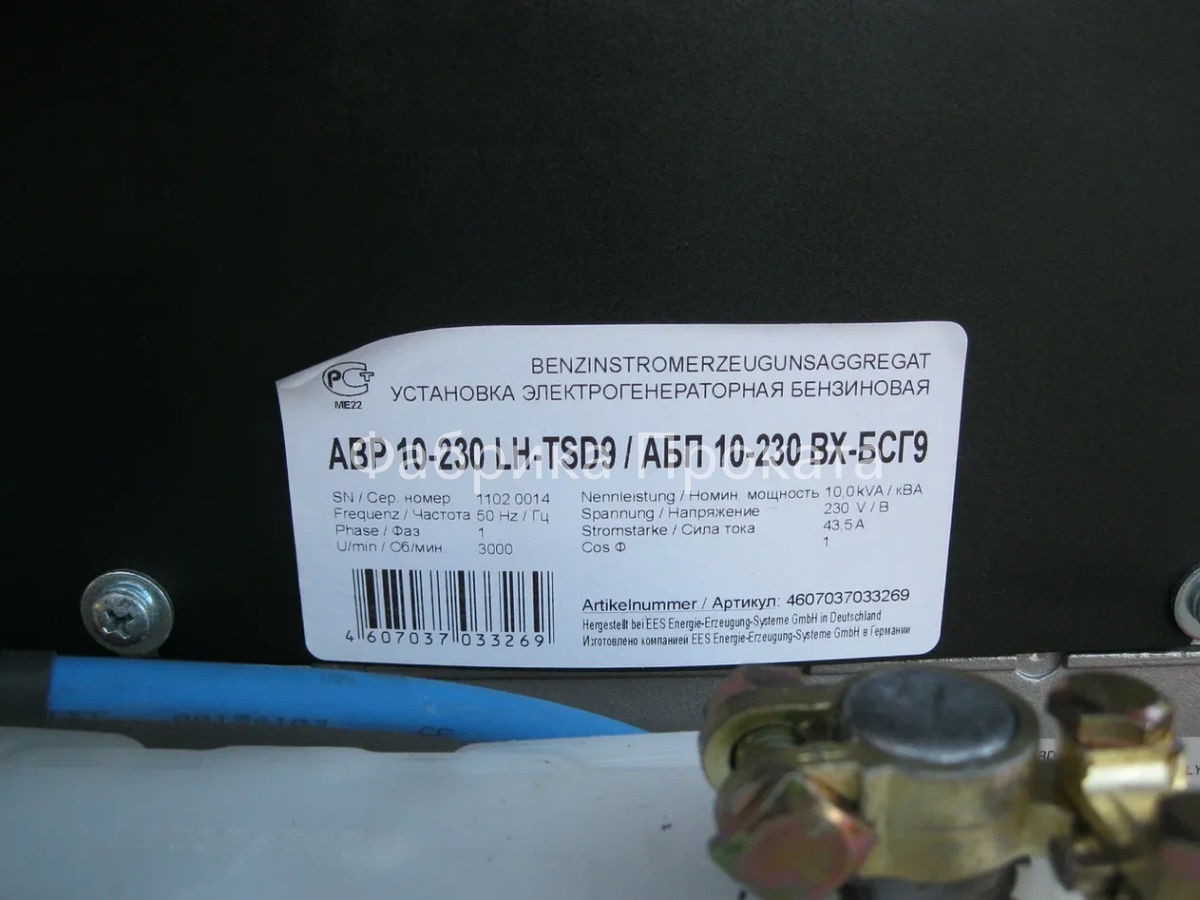 BENZINSTROMERZEUGUNSAGGREGAT
РСТ
МЕ22
УСТАНОВКА ЭЛЕКТРОГЕНЕРАТОРНАЯ БЕНЗИНОВАЯ
ABP 10-230 LH-TSD9 / АБП 10-230 ВХ-БСГ9
Фабрика Проката
SN / Сер. номер 1102 0014
Nennleistung / Номин. мощность 10,0 kVA / кВА
Frequenz / Частота 50 Hz / Гц
Spannung / Напряжение 230 V / В
Phase / Фаз 1
Stromstärke / Сила тока 43,5 A
U/min / Об/мин. 3000
Cos Ф 1
Artikelnummer / Артикул: 4607037033269
Hergestellt bei EES Energie-Erzeugung-Systeme GmbH in Deutschland
Изготовлено компанией EES Energie-Erzeugung-Systeme GmbH в Германии
4 607037 033269